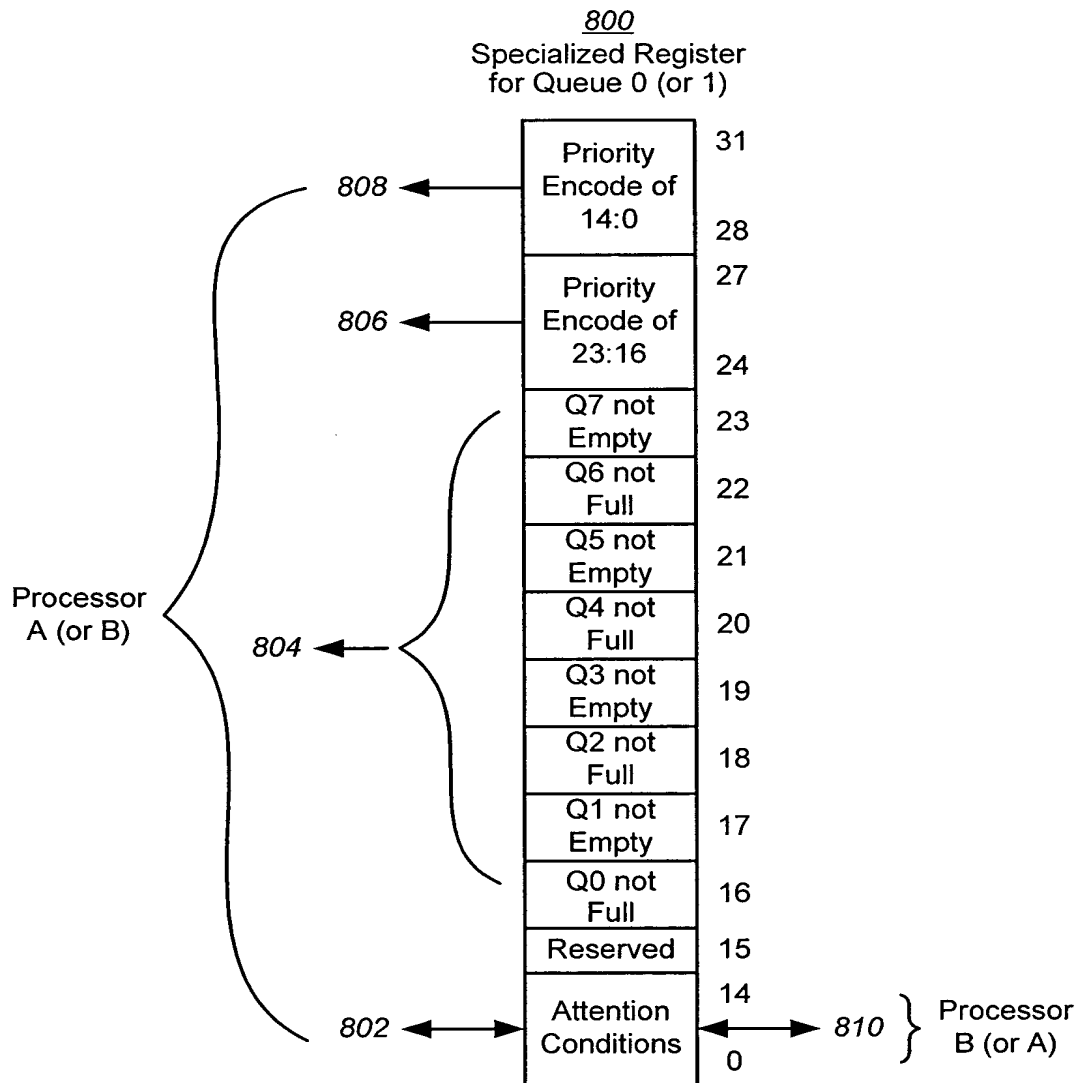 800
Specialized Register
for Queue 0 (or 1)
Priority
Encode of
14:0
31
28
808
Priority
Encode of
23:16
27
24
806
Q7 not
Empty
23
Q6 not
Full
22
Q5 not
Empty
21
Q4 not
Full
20
Q3 not
Empty
19
Q2 not
Full
18
Q1 not
Empty
17
Q0 not
Full
16
Processor
A (or B)
804
Reserved
15
802
Attention
Conditions
14
0
810
Processor
B (or A)